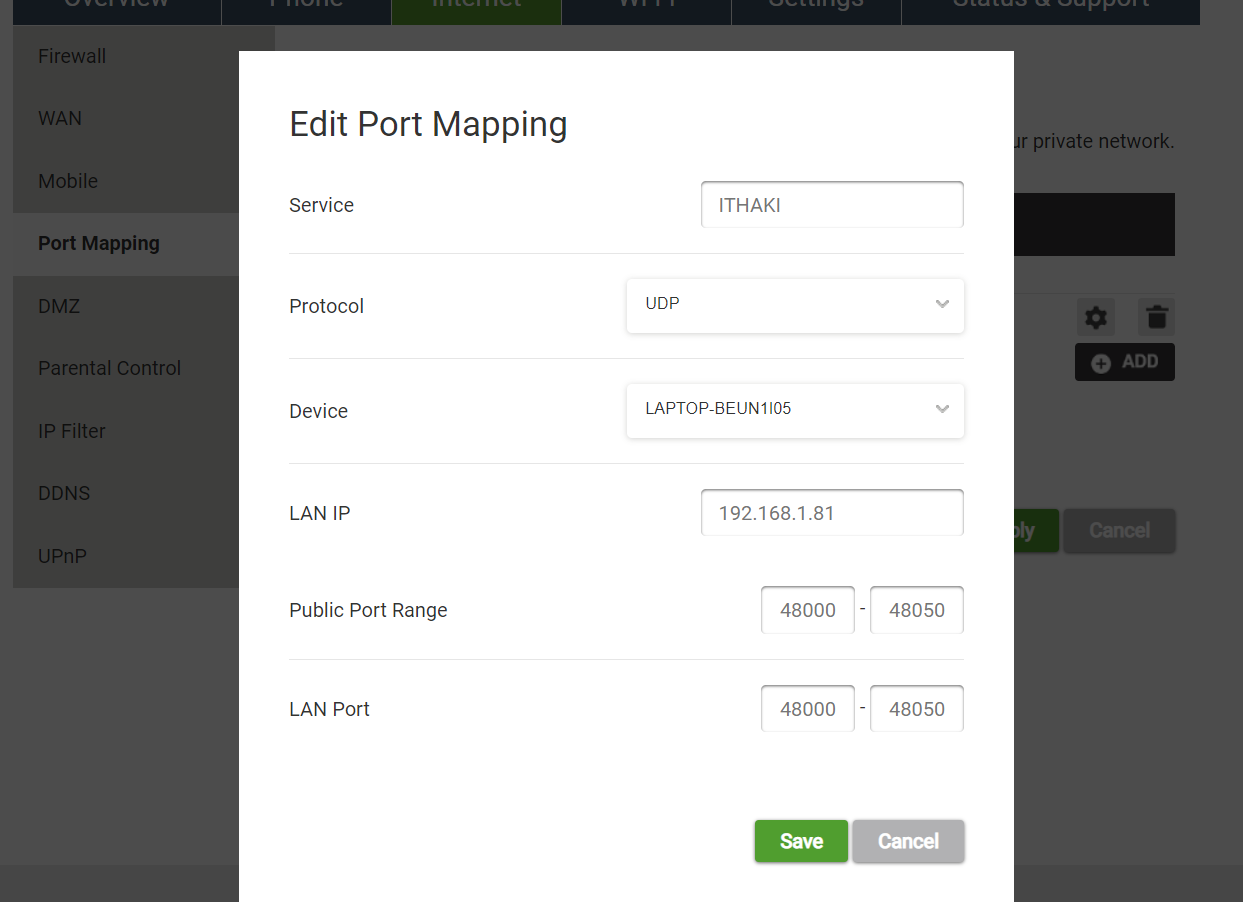 Overview Phone Internet Wi-Fi Settings Status & Support
Firewall
WAN
Mobile
Port Mapping
DMZ
Parental Control
IP Filter
DDNS
UPnP
Edit Port Mapping
ur private network.
Service ITHAKI
Protocol UDP
ADD
Device LAPTOP-BEUN1I05
LAN IP 192.168.1.81
ply Cancel
Public Port Range 48000 - 48050
LAN Port 48000 - 48050
Save Cancel